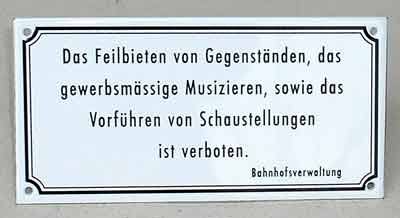 Das Feilbieten von Gegenständen, das
gewerbsmässige Musizieren, sowie das
Vorführen von Schaustellungen
ist verboten.
Bahnhofsverwaltung